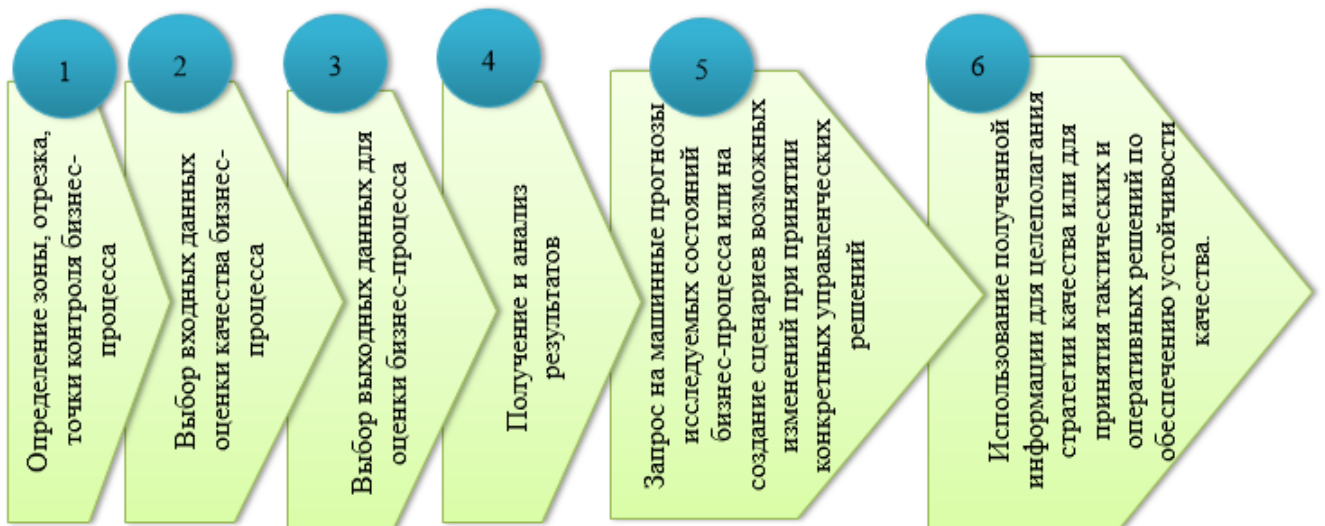 1
Определение зоны, отрезка,
точки контроля бизнес-
процесса
2
Выбор входных данных
оценки качества бизнес-
процесса
3
Выбор выходных данных для
оценки бизнес-процесса
4
Получение и анализ
результатов
5
Запрос на машинные прогнозы
исследуемых состояний
бизнес-процесса или на
создание сценариев возможных
изменений при принятии
конкретных управленческих
решений
6
Использование полученной
информации для целеполагания
стратегии качества или для
принятия тактических и
оперативных решений по
обеспечению устойчивости
качества.